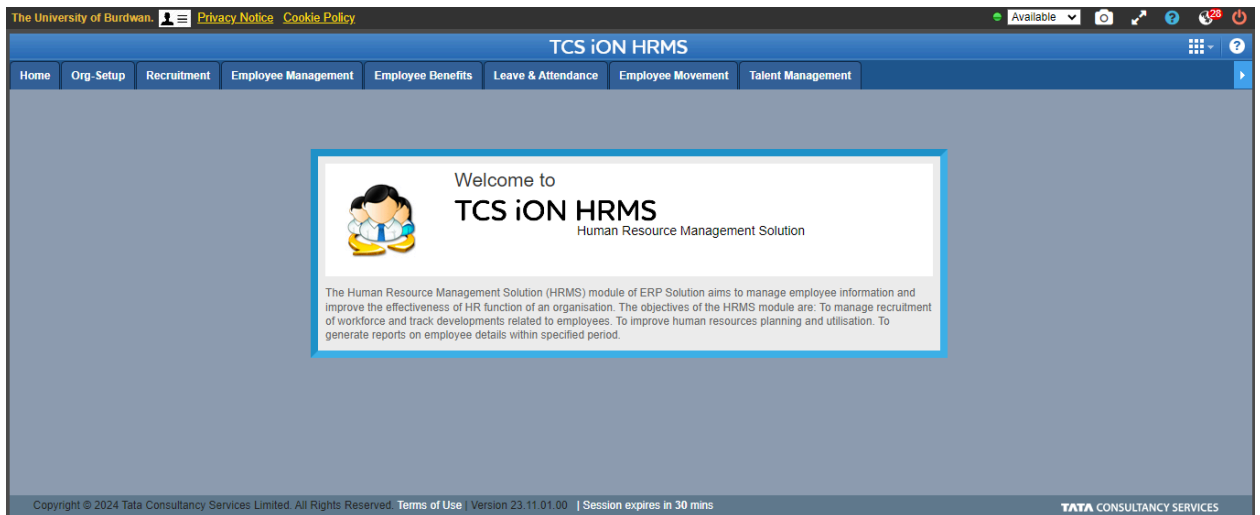 The University of Burdwan. Privacy Notice Cookie Policy Available 28
TCS iON HRMS
Home Org-Setup Recruitment Employee Management Employee Benefits Leave & Attendance Employee Movement Talent Management
Welcome to
TCS iON HRMS
Human Resource Management Solution
The Human Resource Management Solution (HRMS) module of ERP Solution aims to manage employee information and
improve the effectiveness of HR function of an organisation. The objectives of the HRMS module are: To manage recruitment
of workforce and track developments related to employees. To improve human resources planning and utilisation. To
generate reports on employee details within specified period.
Copyright © 2024 Tata Consultancy Services Limited. All Rights Reserved. Terms of Use | Version 23.11.01.00 | Session expires in 30 mins TATA CONSULTANCY SERVICES